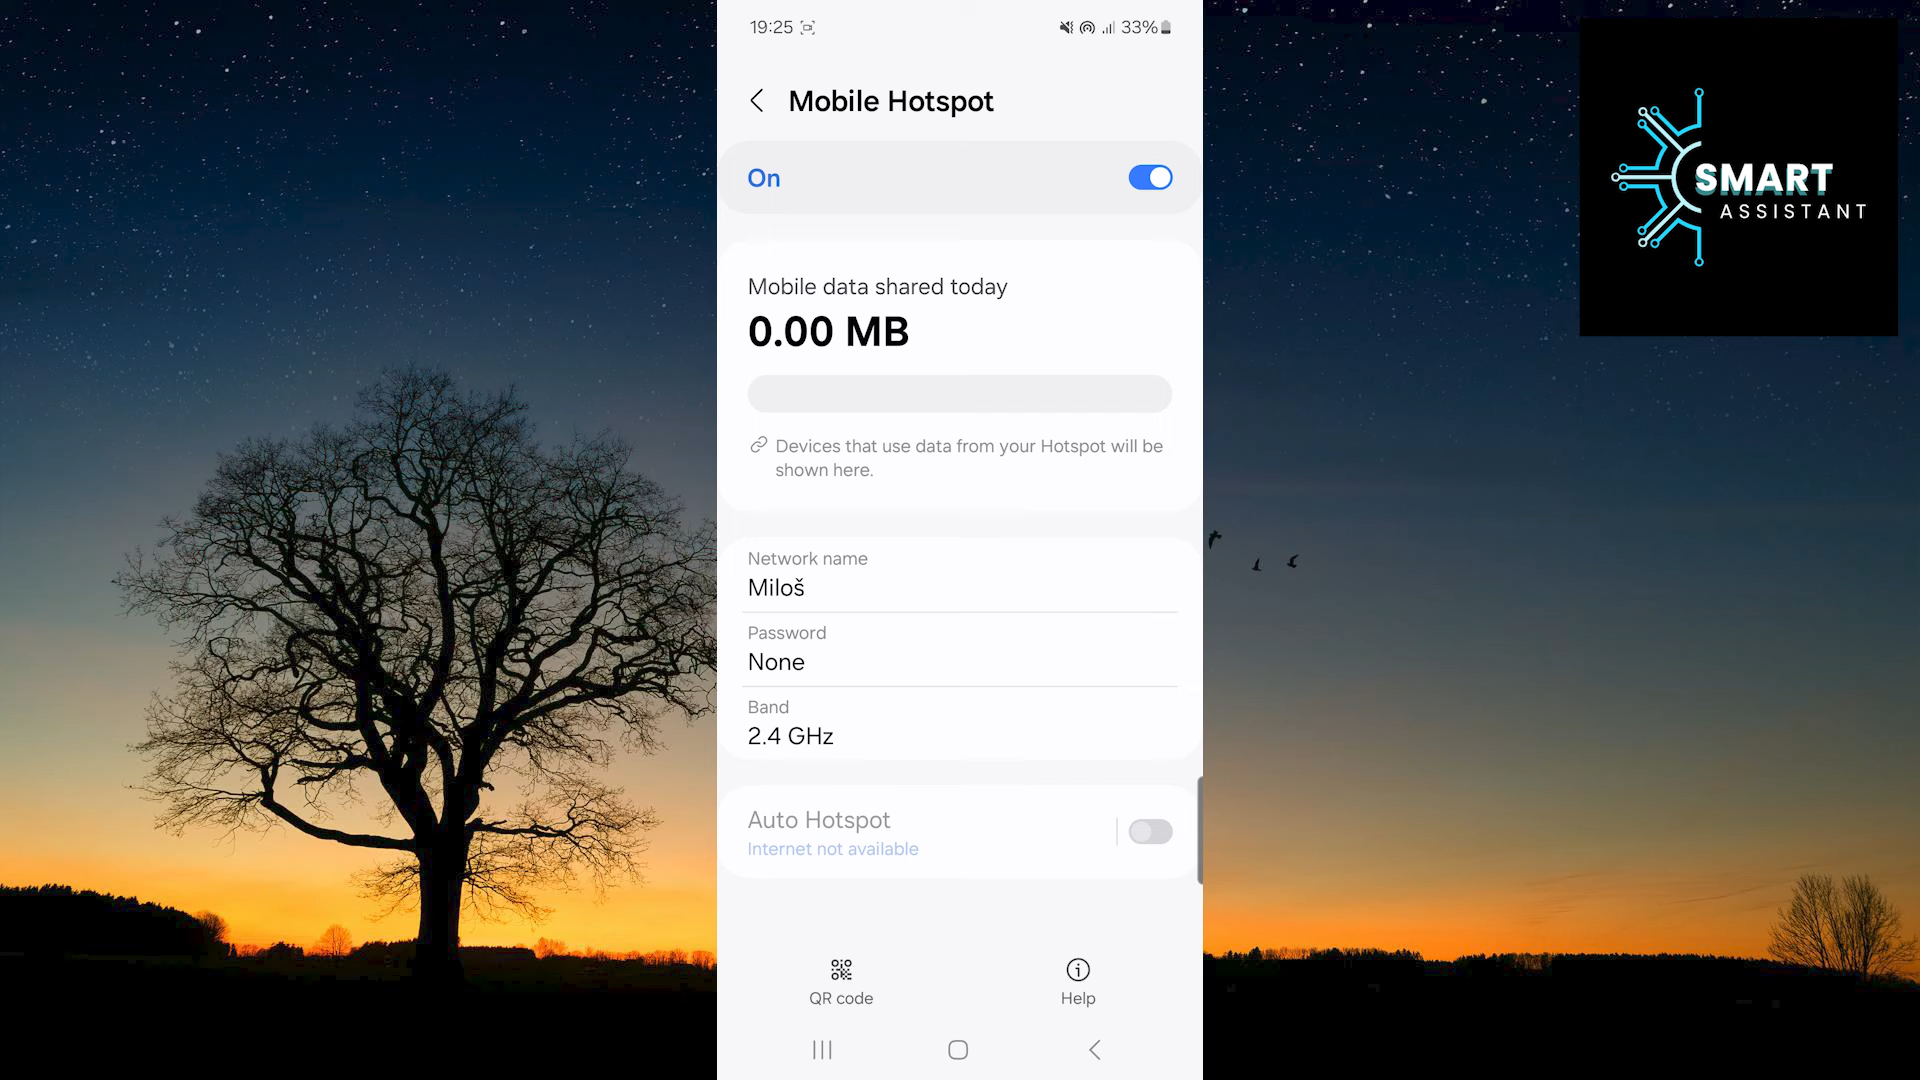 19:25
33%
Mobile Hotspot
On
Mobile data shared today
0.00 MB
Devices that use data from your Hotspot will be
shown here.
Network name
Miloš
Password
None
Band
2.4 GHz
Auto Hotspot
Internet not available
QR code
Help
SMART
ASSISTANT